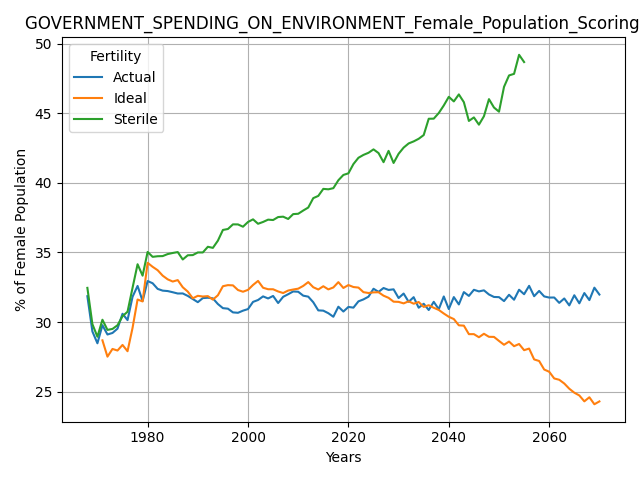 GOVERNMENT_SPENDING_ON_ENVIRONMENT_Female_Population_Scoring
Fertility
Actual
Ideal
Sterile
% of Female Population
50
45
40
35
30
25
1980
2000
2020
2040
2060
Years